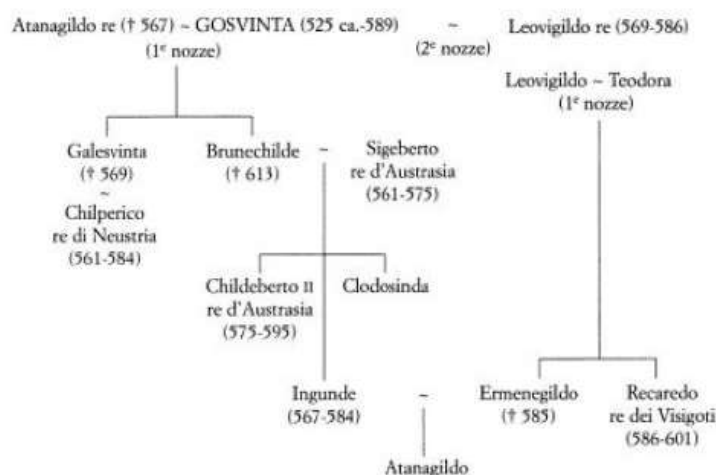 Atanagildo re († 567) ~ GOSVINTA (525 ca.-589) ~ Leovigildo re (569-586)
(1ᵉ nozze) (2ᵉ nozze)
Leovigildo ~ Teodora
(1ᵉ nozze)
Galesvinta Brunechilde ~ Sigeberto
(† 569) († 613) re d'Austrasia
~ (561-575)
Chilperico
re di Neustria
(561-584)
Childeberto II Clodosinda
re d'Austrasia
(575-595)
Ingunde ~ Ermenegildo Recaredo
(567-584) († 585) re dei Visigoti
(586-601)
Atanagildo